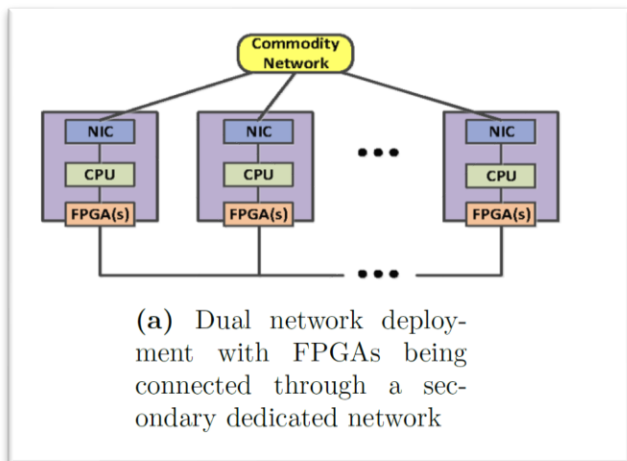 Commodity
Network
NIC
NIC
NIC
CPU
CPU
CPU
FPGA(s)
FPGA(s)
FPGA(s)
(a) Dual network deploy-
ment with FPGAs being
connected through a sec-
ondary dedicated network